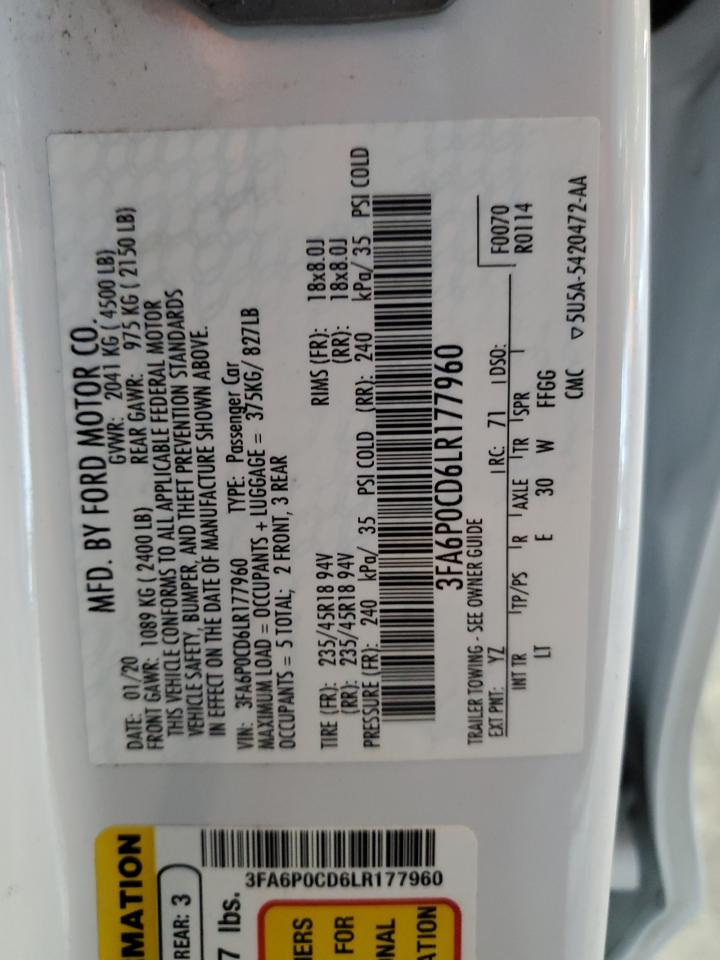 MFD. BY FORD MOTOR CO.
DATE: 01/20 GVWR: 2041 KG ( 4500 LB)
FRONT GAWR: 1089 KG ( 2400 LB) REAR GAWR: 975 KG ( 2150 LB)
THIS VEHICLE CONFORMS TO ALL APPLICABLE FEDERAL MOTOR
VEHICLE SAFETY, BUMPER, AND THEFT PREVENTION STANDARDS
IN EFFECT ON THE DATE OF MANUFACTURE SHOWN ABOVE.
VIN: 3FA6P0CD6LR177960 TYPE: Passenger Car
MAXIMUM LOAD = OCCUPANTS + LUGGAGE = 375KG/ 827LB
OCCUPANTS = 5 TOTAL; 2 FRONT, 3 REAR
TIRE (FR): 235/45R18 94V RIMS (FR): 18x8.0J
(RR): 235/45R18 94V (RR): 18x8.0J
PRESSURE (FR): 240 kPa/ 35 PSI COLD (RR): 240 kPa/ 35 PSI COLD
3FA6P0CD6LR177960
TRAILER TOWING - SEE OWNER GUIDE
F0070
EXT PNT: YZ RC: 71 DSO: R0114
INT TR TP/PS R AXLE TR SPR
LT E 30 W FFGG
CMC ▽5U5A-5420472-AA
RMATION
REAR: 3
3FA6P0CD6LR177960
7 lbs.
IERS
FOR
NAL
ATION